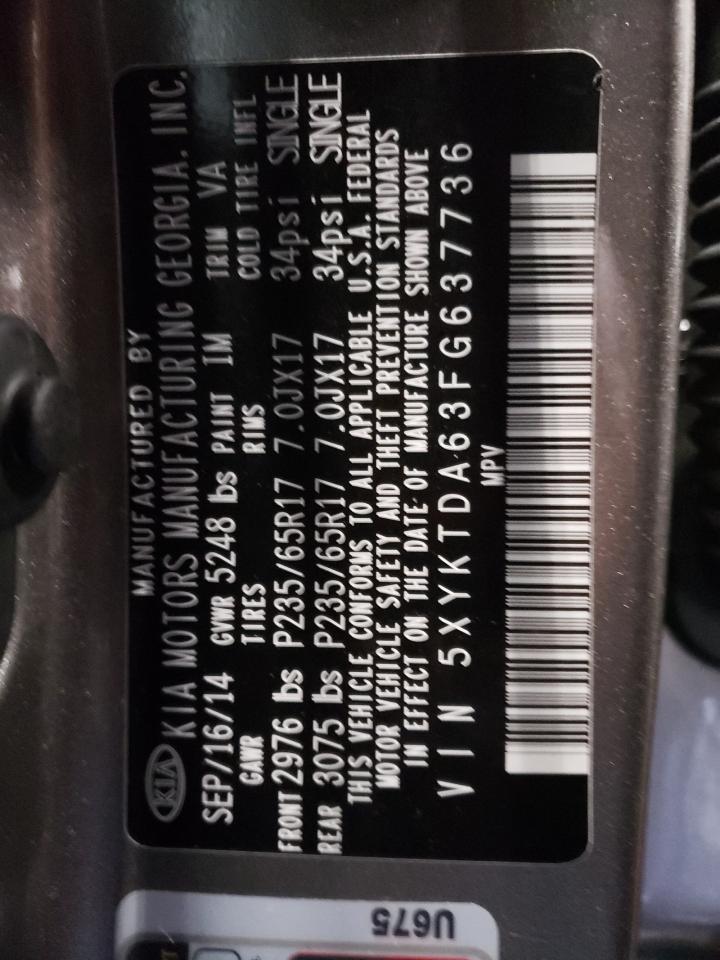 MANUFACTURED BY
KIA KIA MOTORS MANUFACTURING GEORGIA. INC.
SEP/16/14 GVWR 5248 lbs PAINT IM TRIM VA
GAWR TIRES RIMS COLD TIRE INFL
FRONT 2976 lbs P235/65R17 7.0JX17 34psi SINGLE
REAR 3075 lbs P235/65R17 7.0JX17 34psi SINGLE
THIS VEHICLE CONFORMS TO ALL APPLICABLE U.S.A. FEDERAL
MOTOR VEHICLE SAFETY AND THEFT PREVENTION STANDARDS
IN EFFECT ON THE DATE OF MANUFACTURE SHOWN ABOVE
VIN 5XYKTDA63FG637736
MPV
U675